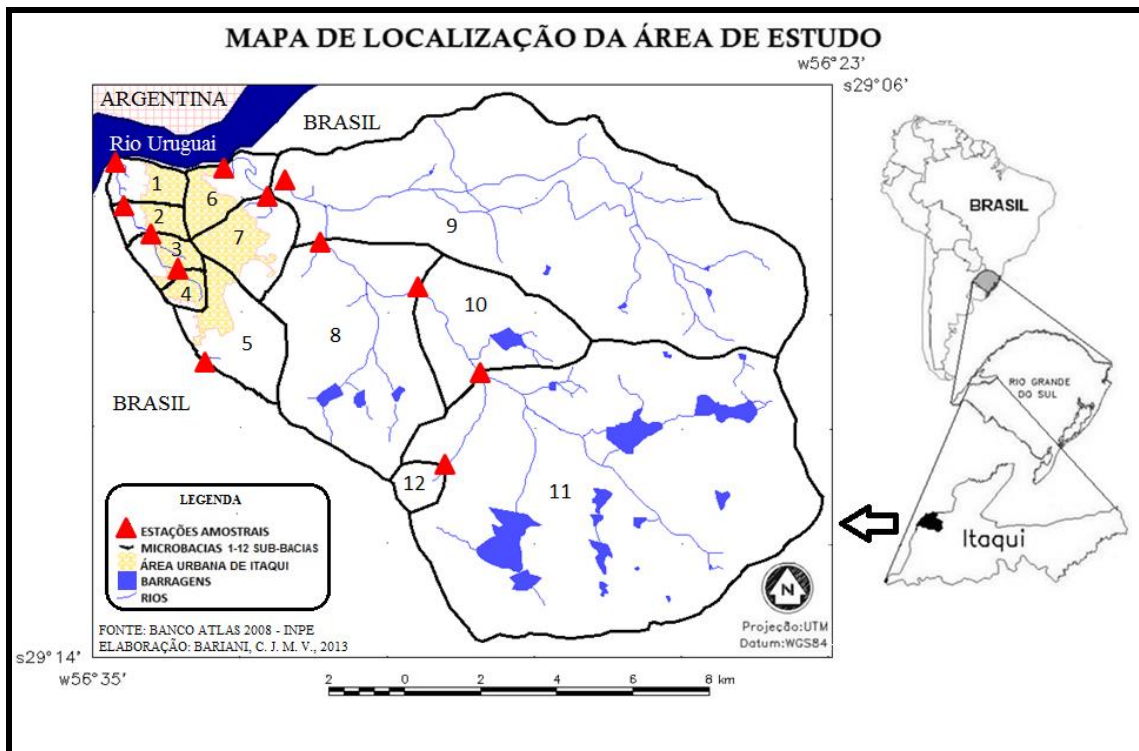 MAPA DE LOCALIZAÇÃO DA ÁREA DE ESTUDO
w56°23'
s29°06'
ARGENTINA
BRASIL
Rio Uruguai
1
6
2
9
7
3
4
10
5
8
BRASIL
12
11
LEGENDA
ESTAÇÕES AMOSTRAIS
MICROBACIAS 1-12 SUB-BACIAS
ÁREA URBANA DE ITAQUI
BARRAGENS
RIOS
FONTE: BANCO ATLAS 2008 - INPE
ELABORAÇÃO: BARIANI, C. J. M. V., 2013
N
Projeção:UTM
Datum:WGS84
s29°14'
w56°35'
2 0 2 4 6 8 km
BRASIL
RIO GRANDE
DO SUL
Itaqui